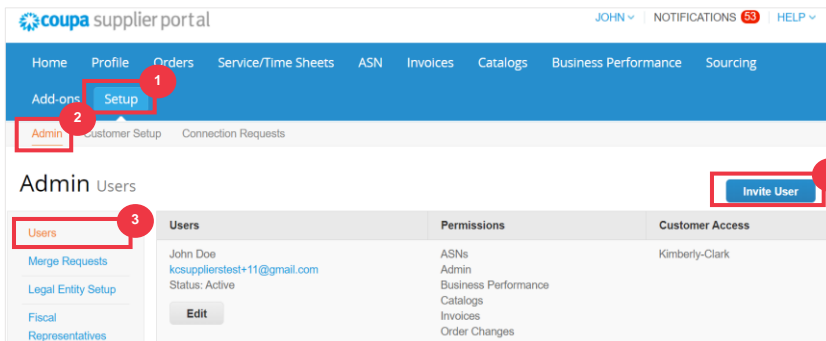 coupa supplier portal
JOHN NOTIFICATIONS 53 HELP
Home Profile Orders Service/Time Sheets ASN Invoices Catalogs Business Performance Sourcing
1
Add-ons Setup
2
Admin Customer Setup Connection Requests
Admin Users
Invite User
3
Users
Merge Requests
Legal Entity Setup
Fiscal
Representatives
Users Permissions Customer Access
John Doe ASNs Kimberly-Clark
kcsupplierstest+11@gmail.com Admin
Status: Active Business Performance
Catalogs
Edit Invoices
Order Changes